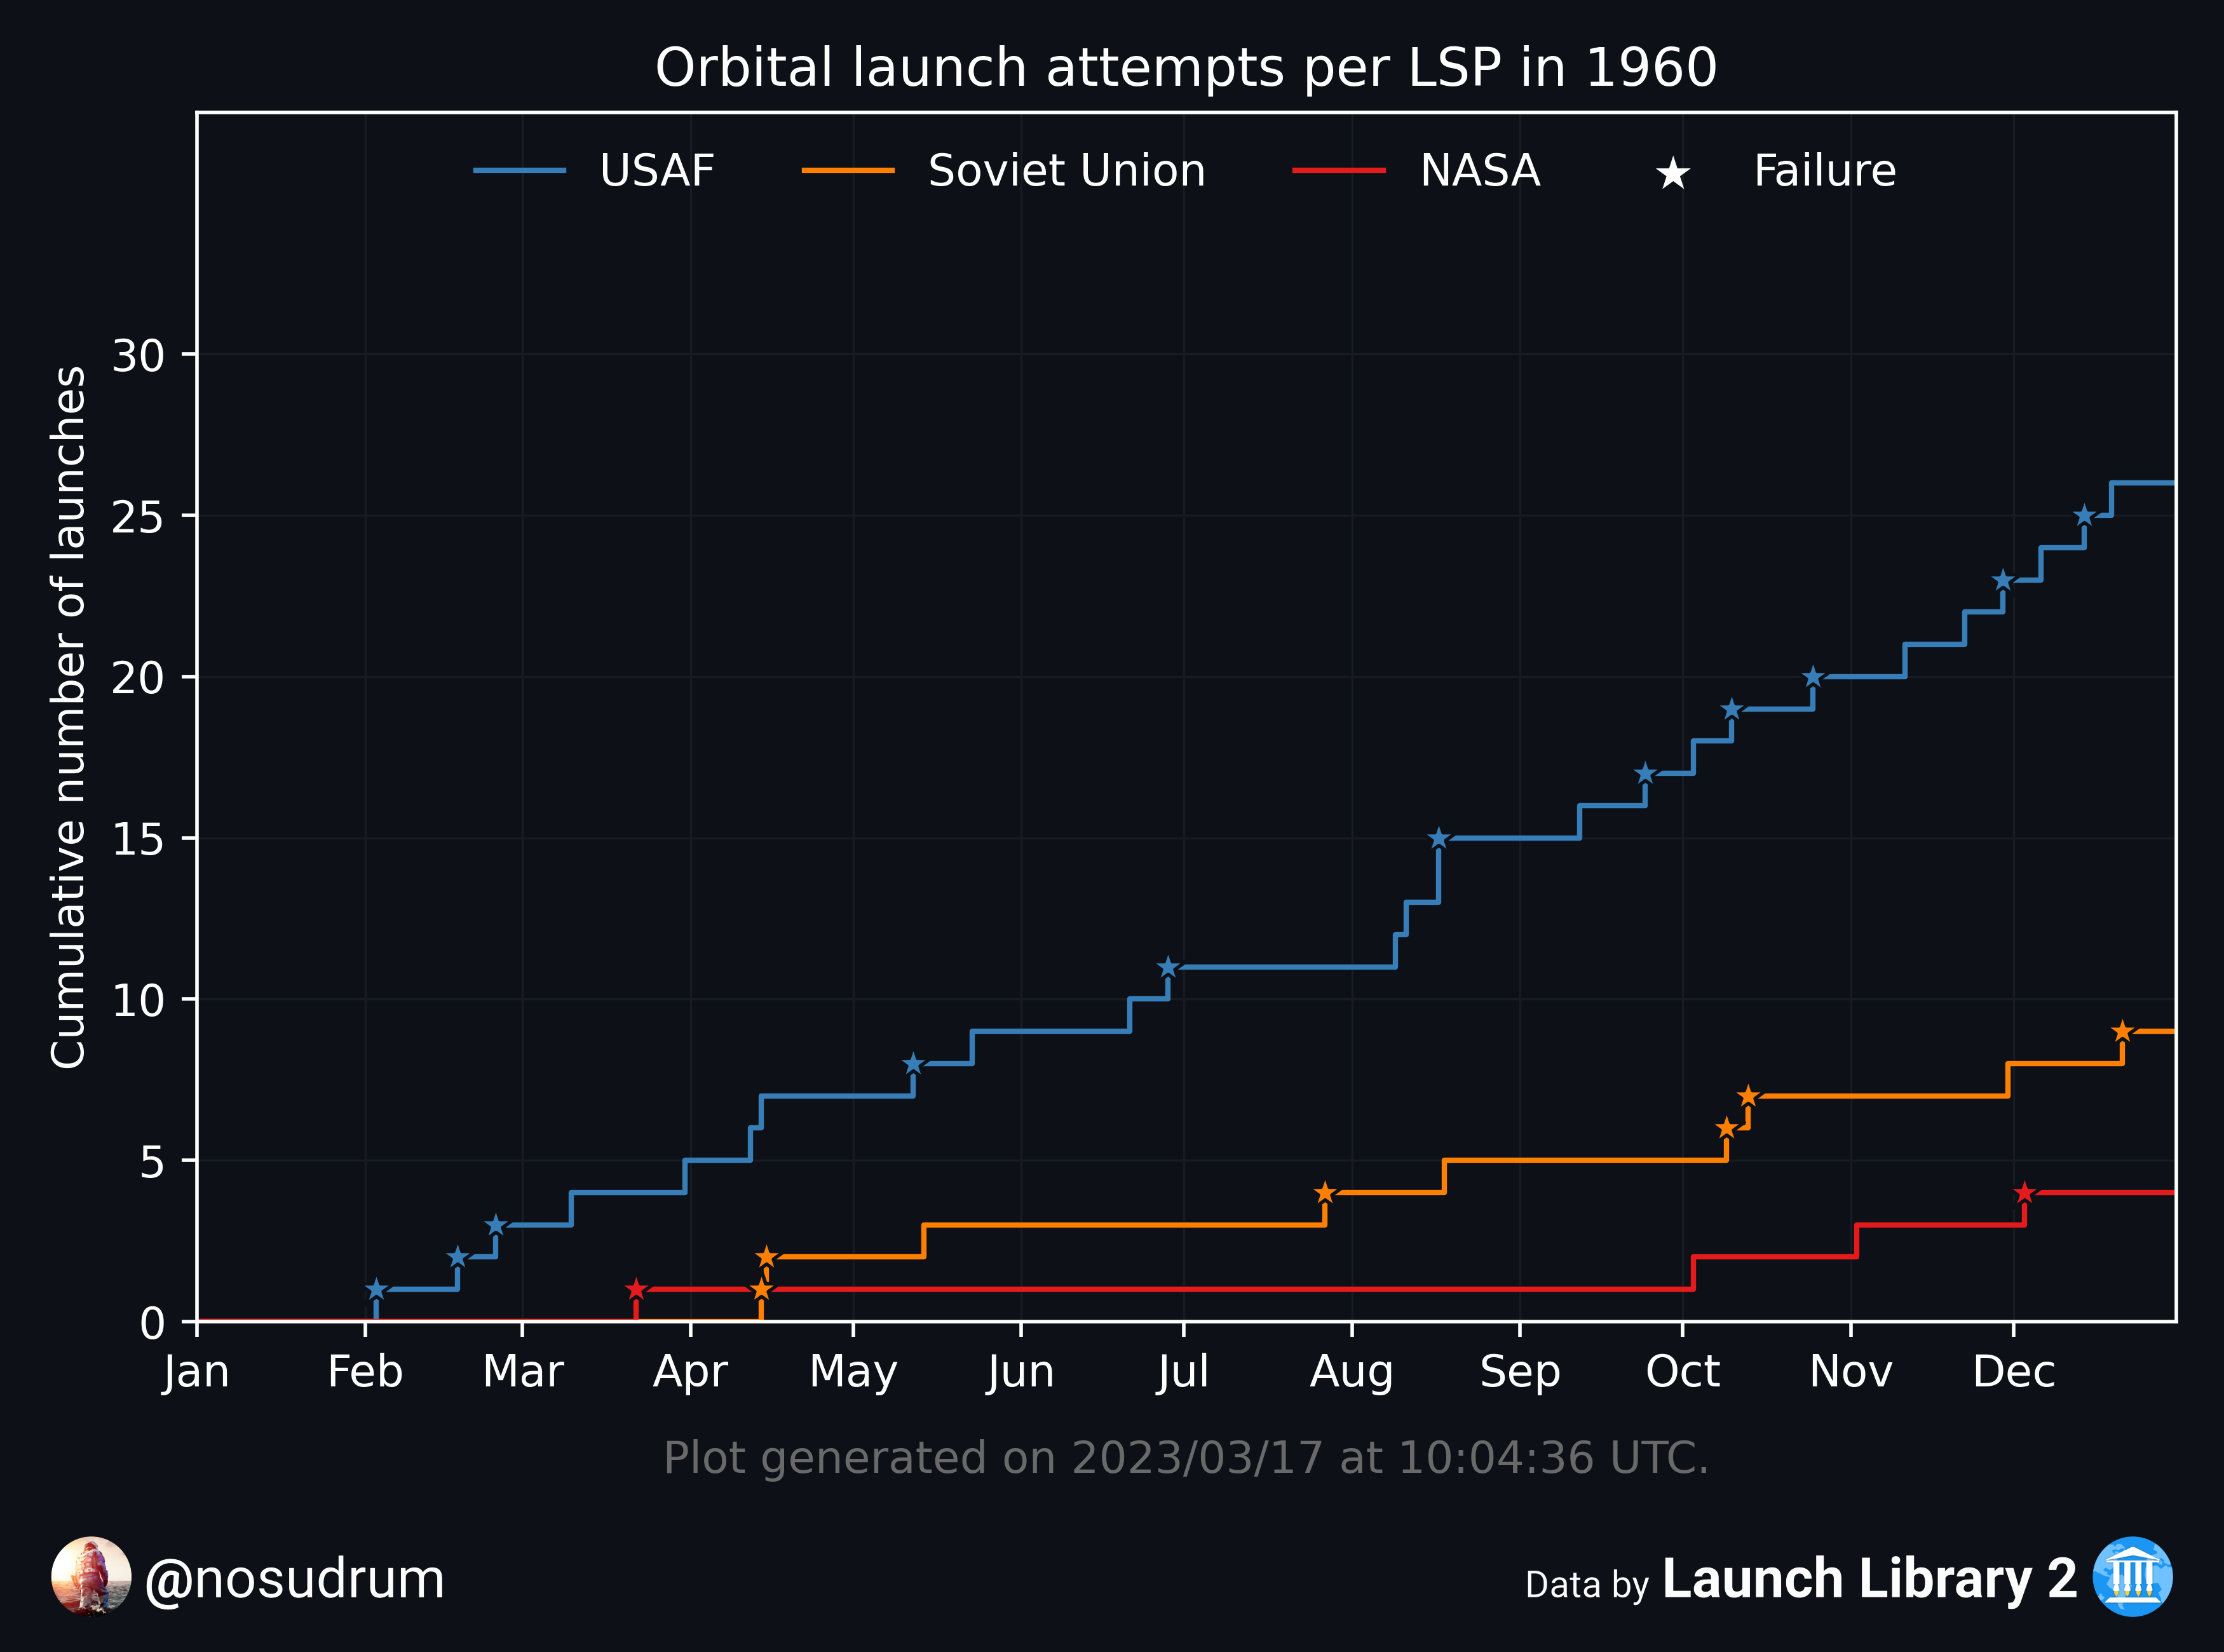 Orbital launch attempts per LSP in 1960
USAF Soviet Union NASA Failure
Cumulative number of launches
30
25
20
15
10
5
0
Jan Feb Mar Apr May Jun Jul Aug Sep Oct Nov Dec
Plot generated on 2023/03/17 at 10:04:36 UTC.
@nosudrum
Data by Launch Library 2